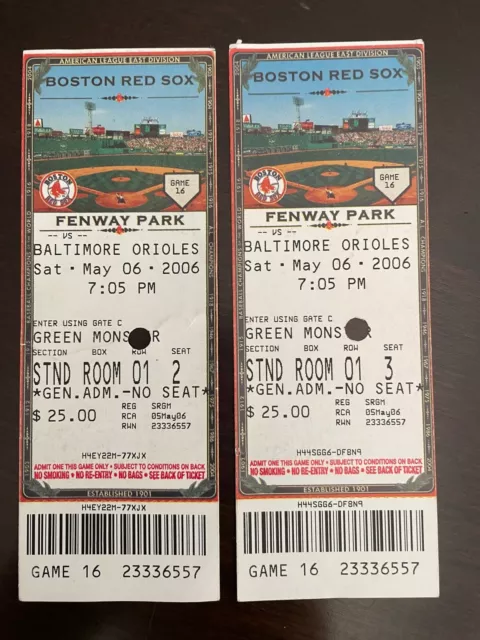 AMERICAN LEAGUE EAST DIVISION
BOSTON RED SOX
GAME
16
FENWAY PARK
-- VS --
BALTIMORE ORIOLES
Sat · May 06 · 2006
7:05 PM
ENTER USING GATE C
GREEN MONSTER
SECTION BOX ROW SEAT
STND ROOM 01 2
*GEN.ADM.-NO SEAT*
$ 25.00
REG SRGM
RCA 05May06
RWN 23336557
H4EY22M-77XJX
ADMIT ONE THIS GAME ONLY • SUBJECT TO CONDITIONS ON BACK
NO SMOKING • NO RE-ENTRY • NO BAGS • SEE BACK OF TICKET
ESTABLISHED 1901
H4EY22M-77XJX
GAME 16 23336557
AMERICAN LEAGUE EAST DIVISION
BOSTON RED SOX
GAME
16
FENWAY PARK
-- VS --
BALTIMORE ORIOLES
Sat · May 06 · 2006
7:05 PM
ENTER USING GATE C
GREEN MONSTER
SECTION BOX ROW SEAT
STND ROOM 01 3
*GEN.ADM.-NO SEAT*
$ 25.00
REG SRGM
RCA 05May06
RWN 23336557
H44SGG6-DF8N9
ADMIT ONE THIS GAME ONLY • SUBJECT TO CONDITIONS ON BACK
NO SMOKING • NO RE-ENTRY • NO BAGS • SEE BACK OF TICKET
ESTABLISHED 1901
H44SGG6-DF8N9
GAME 16 23336557